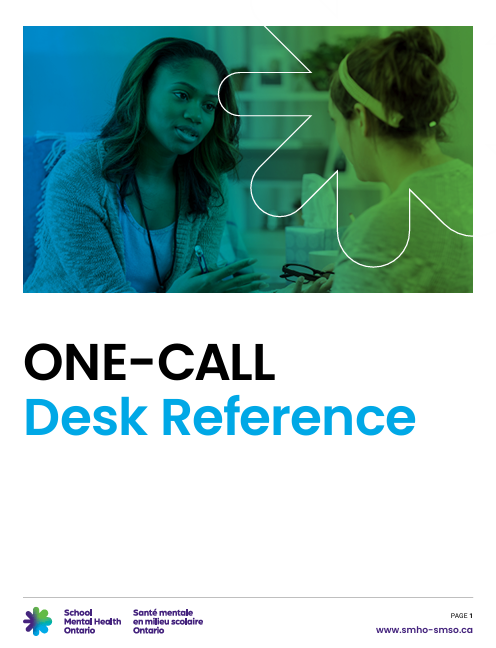 ONE-CALL
Desk Reference
School
Mental Health
Ontario
Santé mentale
en milieu scolaire
Ontario
PAGE 1
www.smho-smso.ca